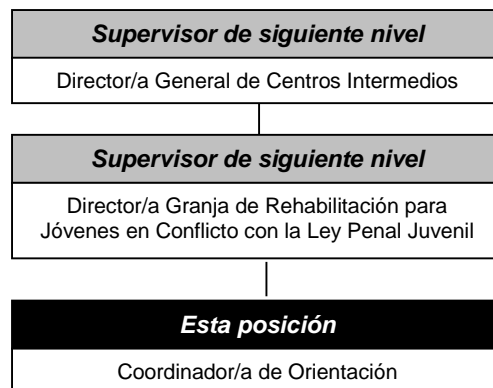 Supervisor de siguiente nivel
Director/a General de Centros Intermedios
Supervisor de siguiente nivel
Director/a Granja de Rehabilitación para
Jóvenes en Conflicto con la Ley Penal Juvenil
Esta posición
Coordinador/a de Orientación